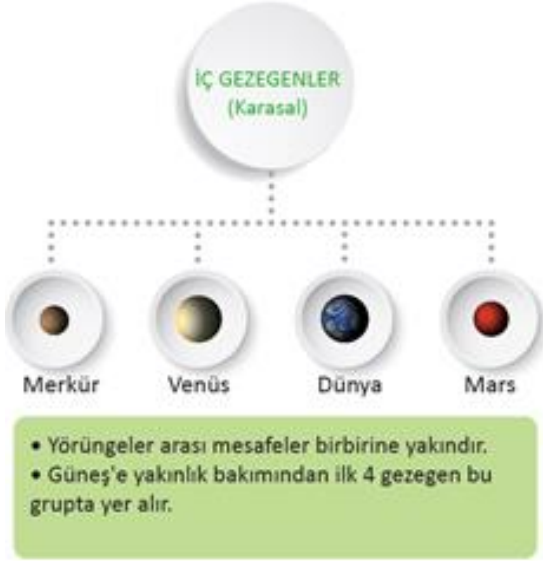 İÇ GEZEGENLER
(Karasal)
Merkür
Venüs
Dünya
Mars
• Yörüngeler arası mesafeler birbirine yakındır.
• Güneş'e yakınlık bakımından ilk 4 gezegen bu
grupta yer alır.